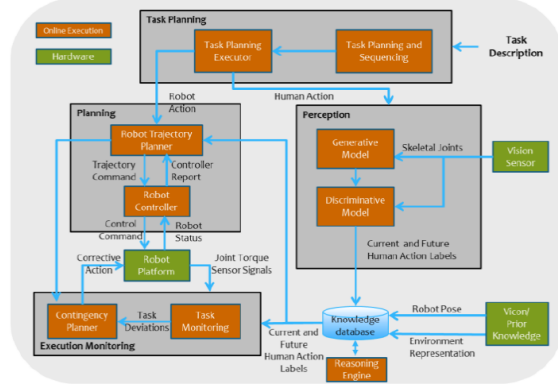 Online Execution
Hardware
Task Planning
Task Planning
Executor
Task Planning and
Sequencing
Task
Description
Robot
Action
Human Action
Planning
Robot Trajectory
Planner
Trajectory
Command
Controller
Report
Robot
Controller
Control
Command
Robot
Status
Perception
Generative
Model
Skeletal Joints
Vision
Sensor
Discriminative
Model
Current and Future
Human Action Labels
Corrective
Action
Robot
Platform
Joint Torque
Sensor Signals
Contingency
Planner
Task
Deviations
Task
Monitoring
Execution Monitoring
Current and
Future
Human Action
Labels
Knowledge
database
Reasoning
Engine
Robot Pose
Environment
Representation
Vicon/
Prior
Knowledge